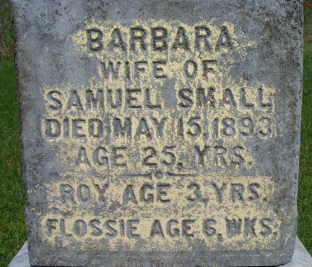 BARBARA
WIFE OF
SAMUEL SMALL
DIED MAY 15, 1893
AGE 25, YRS.
ROY, AGE 3, YRS.
FLOSSIE AGE 6, WKS.